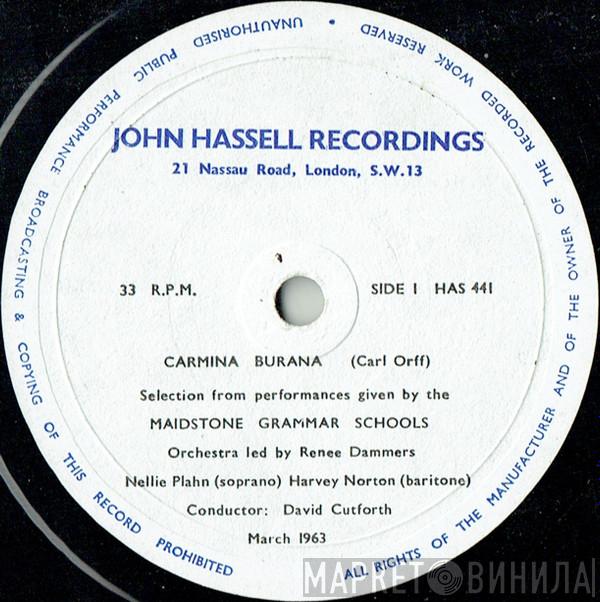 JOHN HASSELL RECORDINGS
21 Nassau Road, London, S.W.13
33 R.P.M.
SIDE 1 HAS 441
CARMINA BURANA (Carl Orff)
Selection from performances given by the
MAIDSTONE GRAMMAR SCHOOLS
Orchestra led by Renee Dammers
Nellie Plahn (soprano) Harvey Norton (baritone)
Conductor: David Cutforth
March 1963
ALL RIGHTS OF THE MANUFACTURER AND OF THE OWNER OF THE RECORDED WORK RESERVED • UNAUTHORISED PUBLIC PERFORMANCE BROADCASTING & COPYING OF THIS RECORD PROHIBITED
МАРКЕТ ВИНИЛА!